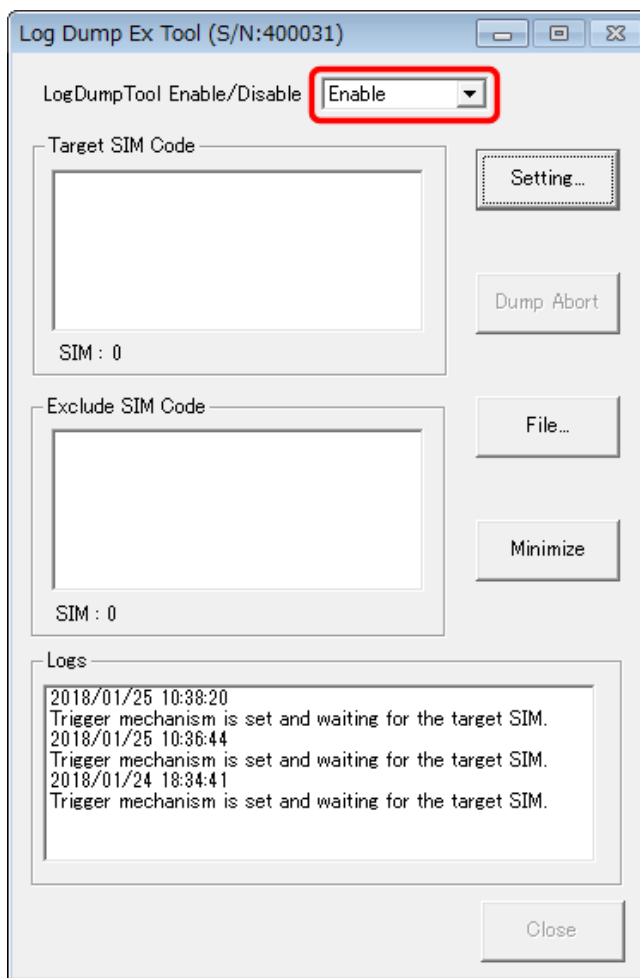 Log Dump Ex Tool (S/N:400031)
LogDumpTool Enable/Disable Enable
Target SIM Code
Setting...
Dump Abort
SIM : 0
Exclude SIM Code
File...
Minimize
SIM : 0
Logs
2018/01/25 10:38:20
Trigger mechanism is set and waiting for the target SIM.
2018/01/25 10:36:44
Trigger mechanism is set and waiting for the target SIM.
2018/01/24 18:34:41
Trigger mechanism is set and waiting for the target SIM.
Close